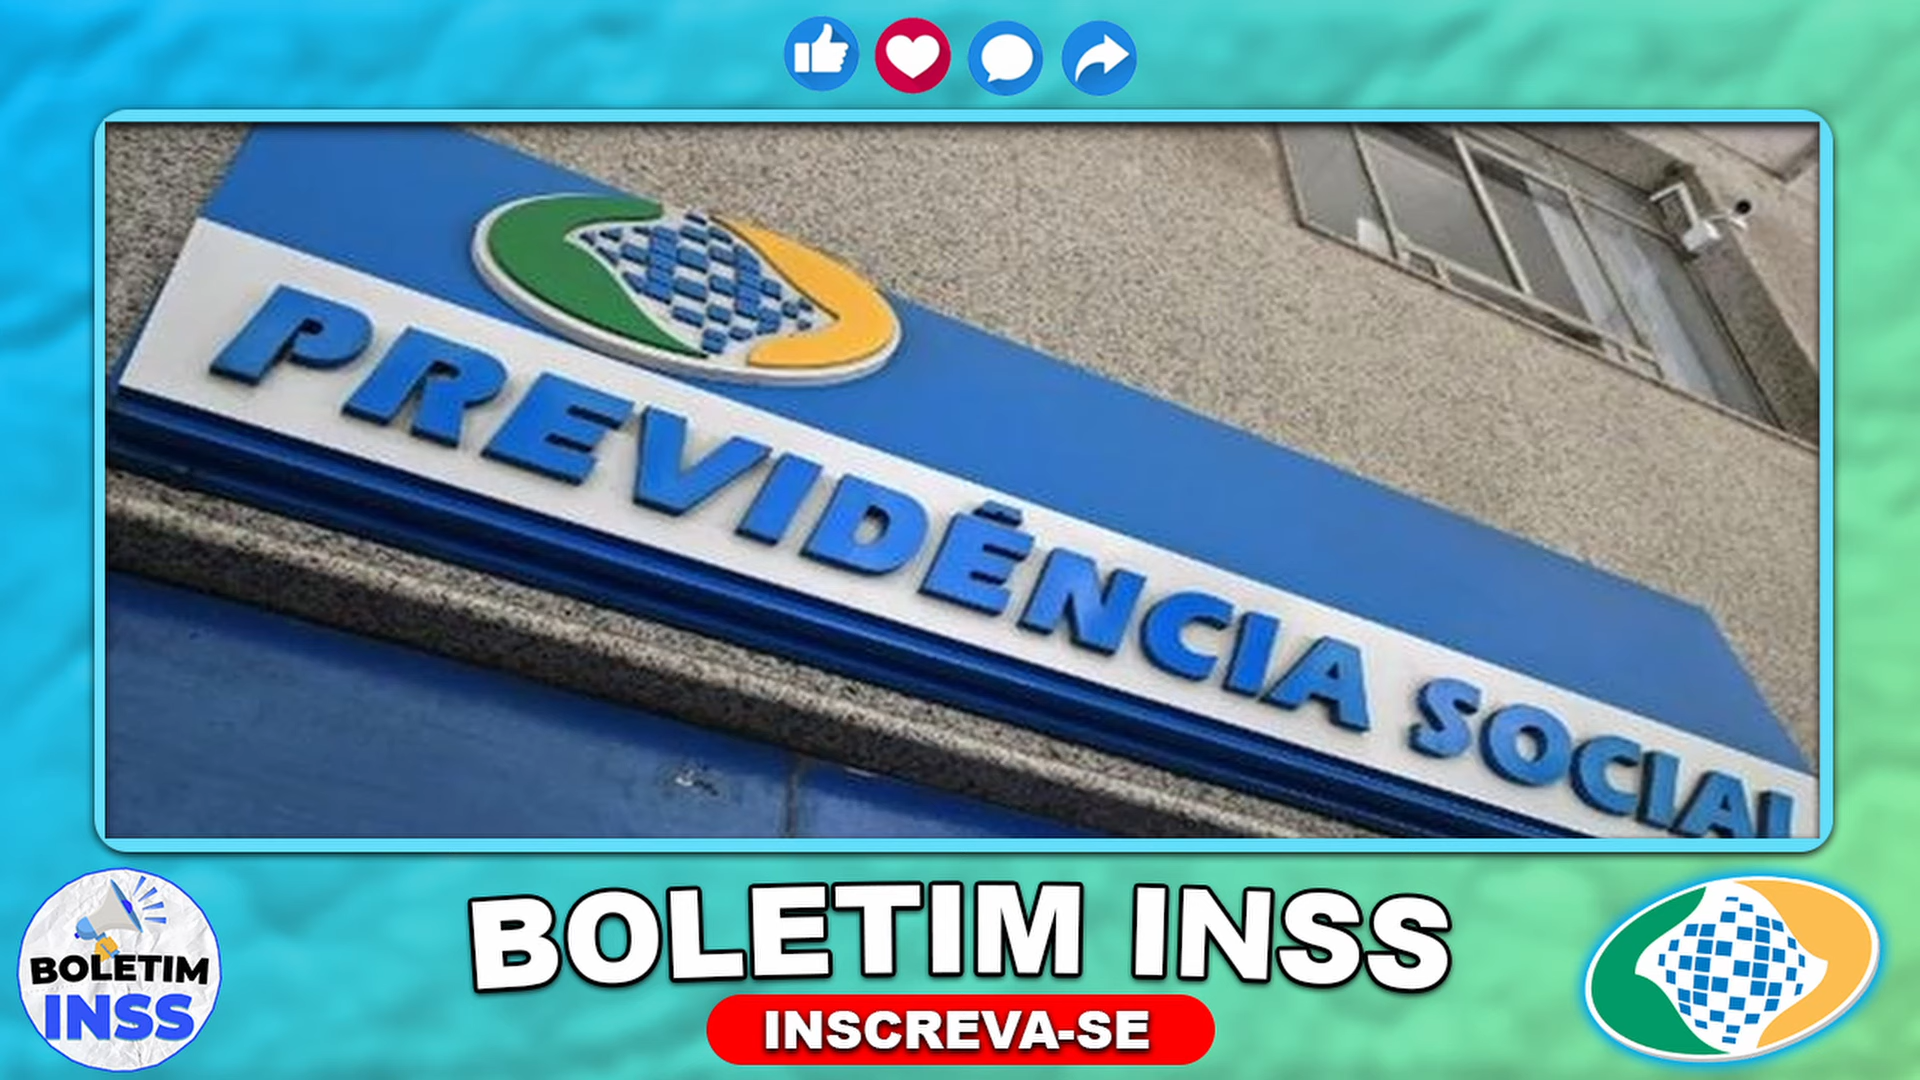 PREVIDÊNCIA SOCIAL
BOLETIM INSS
BOLETIM
INSS
INSCREVA-SE